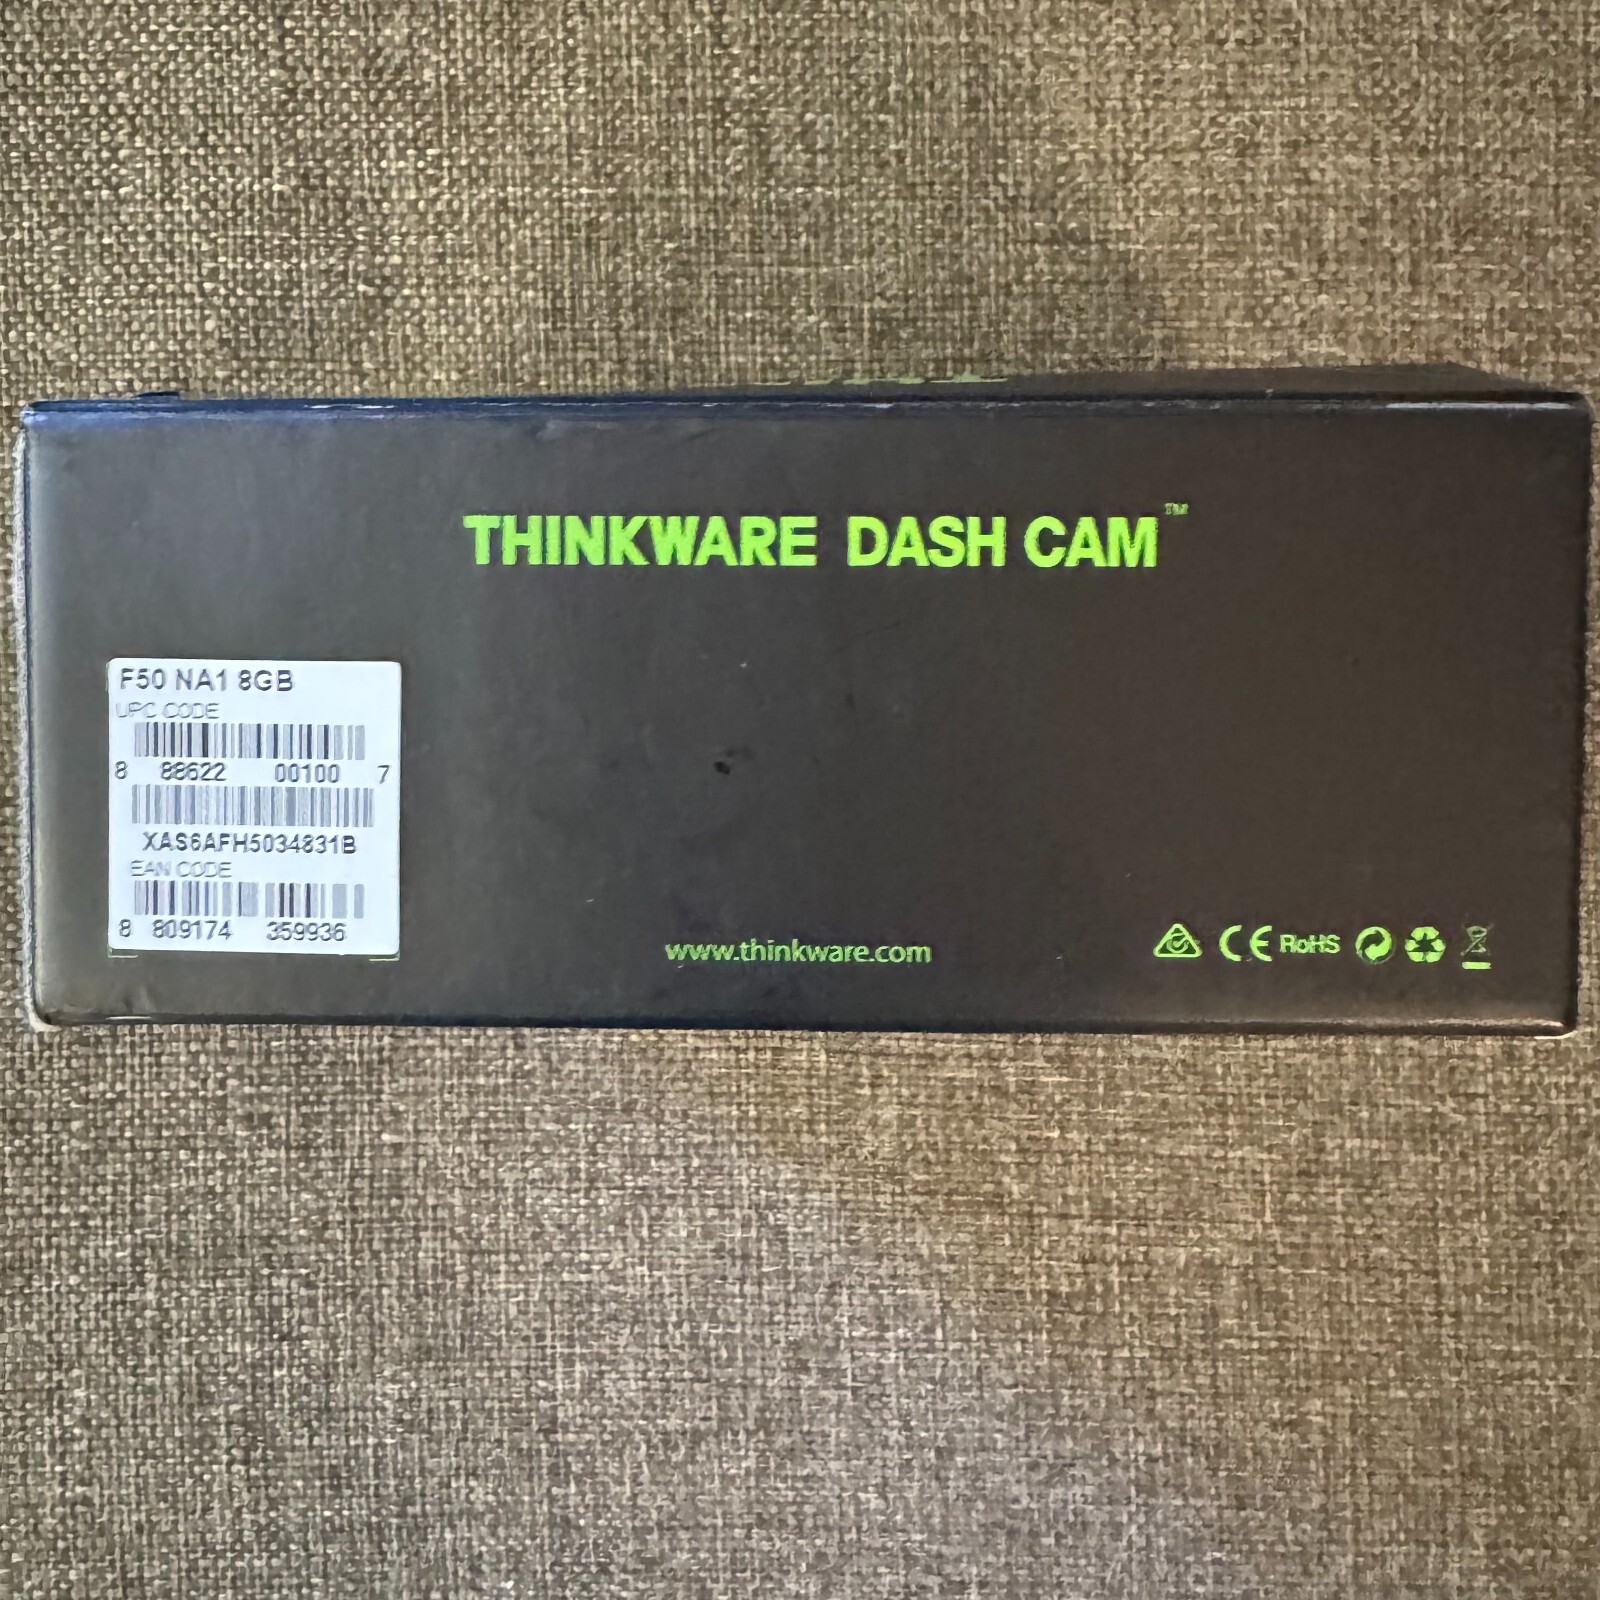 THINKWARE DASH CAM™
F50 NA1 8GB
UPC CODE
8 88622 00100 7
XAS6AFH5034831B
EAN CODE
8 809174 359936
www.thinkware.com
CE RoHS